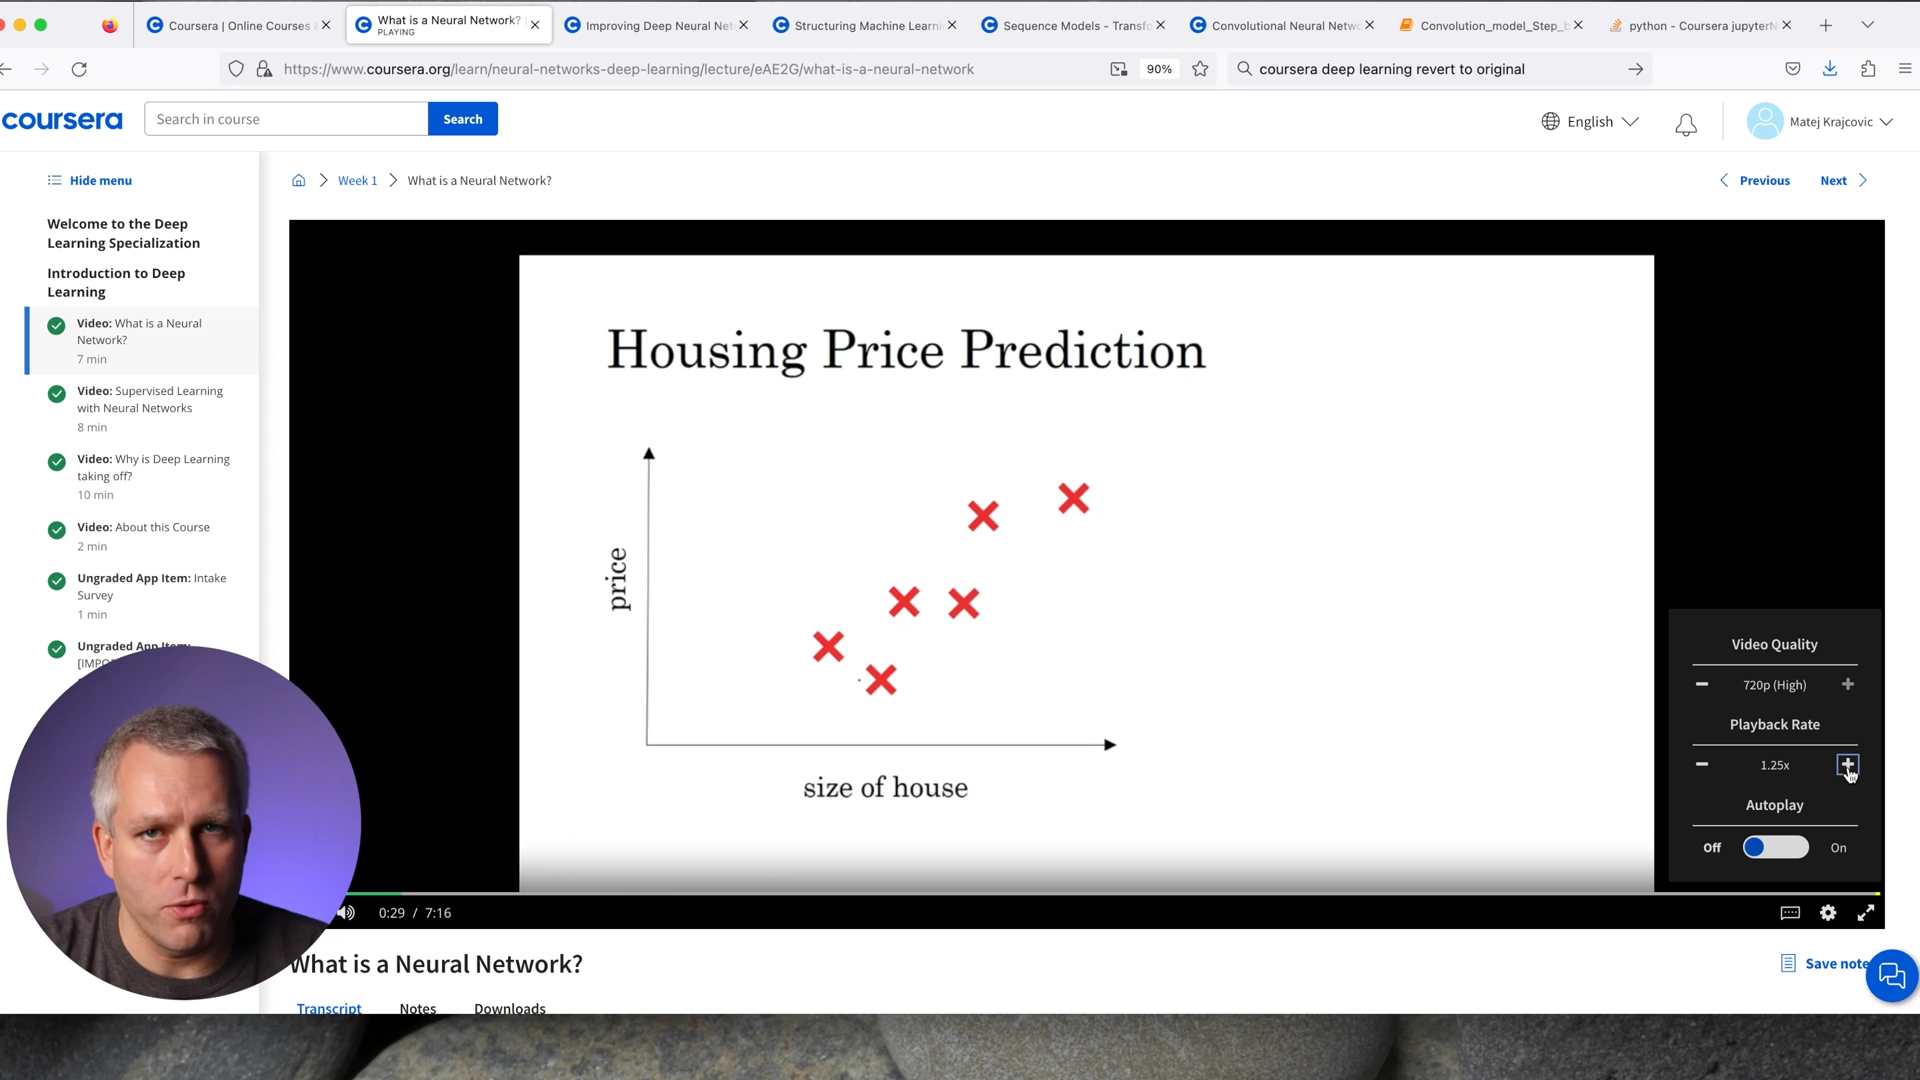 Coursera | Online Courses
What is a Neural Network?
PLAYING
Improving Deep Neural Net
Structuring Machine Learni
Sequence Models - Transfo
Convolutional Neural Netwo
Convolution_model_Step_b
python - Coursera jupyterN
https://www.coursera.org/learn/neural-networks-deep-learning/lecture/eAE2G/what-is-a-neural-network
90%
coursera deep learning revert to original
coursera
Search in course
Search
English
Matej Krajcovic
Hide menu
Week 1
What is a Neural Network?
Previous
Next
Welcome to the Deep
Learning Specialization
Introduction to Deep
Learning
Video: What is a Neural
Network?
7 min
Video: Supervised Learning
with Neural Networks
8 min
Video: Why is Deep Learning
taking off?
10 min
Video: About this Course
2 min
Ungraded App Item: Intake
Survey
1 min
Ungraded App Item:
Housing Price Prediction
price
size of house
Video Quality
720p (High)
Playback Rate
1.25x
Autoplay
Off
On
0:29 / 7:16
What is a Neural Network?
Save note
Transcript
Notes
Downloads